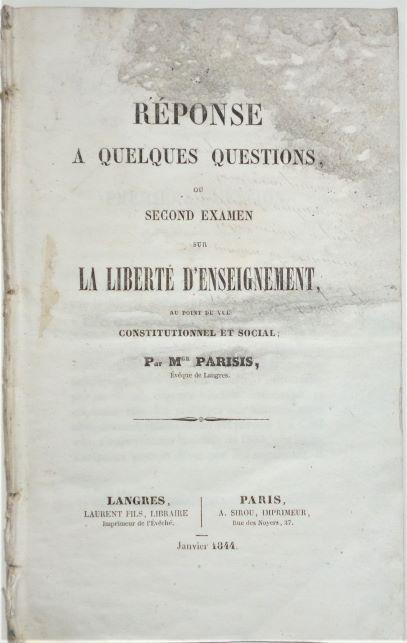 RÉPONSE
A QUELQUES QUESTIONS,
OU
SECOND EXAMEN
SUR
LA LIBERTÉ D'ENSEIGNEMENT,
AU POINT DE VUE
CONSTITUTIONNEL ET SOCIAL;
Par Mgr PARISIS,
Évêque de Langres.
LANGRES,
LAURENT FILS, LIBRAIRE
Imprimeur de l'Évêché.
PARIS,
A. SIROU, IMPRIMEUR,
Rue des Noyers, 37.
Janvier 1844.